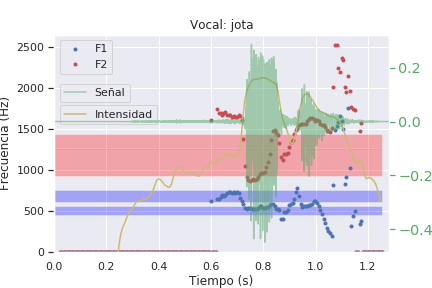 Vocal: jota
F1
F2
Señal
Intensidad
Frecuencia (Hz)
2500
2000
1500
1000
500
0
0.2
0.0
−0.2
−0.4
0.0 0.2 0.4 0.6 0.8 1.0 1.2
Tiempo (s)